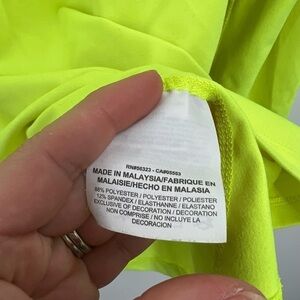 RN#56323 - CA#05553
MADE IN MALAYSIA/FABRIQUE EN
MALAISIE/HECHO EN MALASIA
88% POLYESTER / POLYESTER / POLIESTER
12% SPANDEX / ELASTHANNE / ELASTANO
EXCLUSIVE OF DECORATION / DECORATION
NON COMPRISE / NO INCLUYE LA
DECORACIÓN